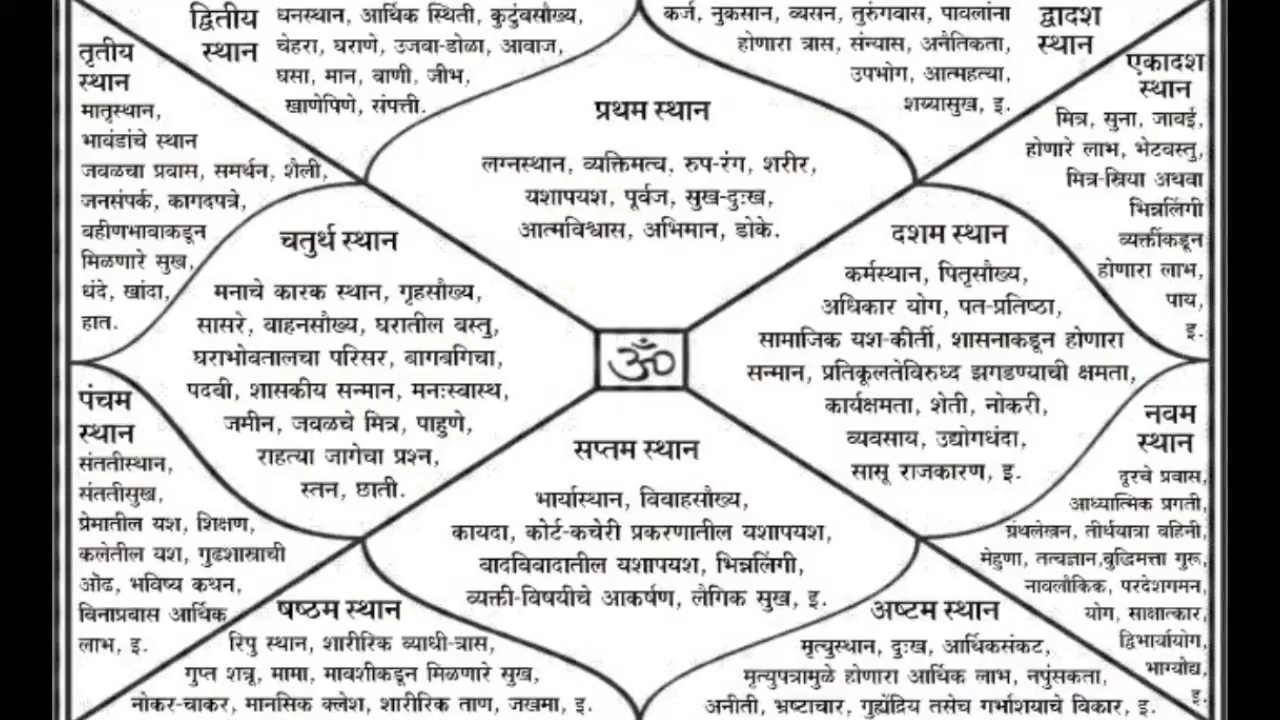 द्वितीय स्थान
धनस्थान, आर्थिक स्थिती, कुटुंबसौख्य,
चेहरा, घराणे, उजवा-डोळा, आवाज,
घसा, मान, वाणी, जीभ,
खाणेपिणे, संपत्ती.
द्वादश स्थान
कर्ज, नुकसान, व्यसन, तुरुंगवास, पावलांना
होणारा त्रास, संन्यास, अनैतिकता,
उपभोग, आत्महत्या,
शय्यासुख, इ.
तृतीय
स्थान
मातृस्थान,
भावंडांचे स्थान
जवळचा प्रवास, समर्थन, शैली,
जनसंपर्क, कागदपत्रे,
बहीणभावाकडून
मिळणारे सुख,
धंदे, खांदा,
हात.
प्रथम स्थान
लग्नस्थान, व्यक्तिमत्व, रुप-रंग, शरीर,
यशापयश, पूर्वज, सुख-दुःख,
आत्मविश्वास, अभिमान, डोके.
एकादश
स्थान
मित्र, सुना, जावई,
होणारे लाभ, भेटवस्तु,
मित्र-स्त्रिया अथवा
भिन्नलिंगी
व्यक्तींकडून
होणारा लाभ,
पाय,
इ.
चतुर्थ स्थान
मनाचे कारक स्थान, गृहसौख्य,
सासरे, वाहनसौख्य, घरातील वस्तु,
घराभोवतालचा परिसर, बागबगिचा,
पदवी, शासकीय सन्मान, मनःस्वास्थ,
जमीन, जवळचे मित्र, पाहुणे,
राहत्या जागेचा प्रश्न,
स्तन, छाती.
ॐ
दशम स्थान
कर्मस्थान, पितृसौख्य,
अधिकार योग, पत-प्रतिष्ठा,
सामाजिक यश-कीर्ती, शासनाकडून होणारा
सन्मान, प्रतिकूलतेविरुध्द झगडण्याची क्षमता,
कार्यक्षमता, शेती, नोकरी,
व्यवसाय, उद्योगधंदा,
सासू राजकारण, इ.
पंचम
स्थान
संततीस्थान,
संततीसुख,
प्रेमातील यश, शिक्षण,
कलेतील यश, गुढशास्त्राची
ओढ, भविष्य कथन,
विनाप्रवास आर्थिक
लाभ, इ.
सप्तम स्थान
भार्यास्थान, विवाहसौख्य,
कायदा, कोर्ट-कचेरी प्रकरणातील यशापयश,
वादविवादातील यशापयश, भिन्नलिंगी,
व्यक्ती-विषयीचे आकर्षण, लैगिक सुख, इ.
नवम
स्थान
दूरचे प्रवास,
आध्यात्मिक प्रगती,
ग्रंथलेखन, तीर्थयात्रा वहिनी,
मेहुणा, तत्वज्ञान,बुद्धिमत्ता गुरू,
नावलौकिक, परदेशगमन,
योग, साक्षात्कार,
द्विभार्यायोग,
भाग्योद्य,
इ.
षष्ठम स्थान
रिपु स्थान, शारीरिक व्याधी-त्रास,
गुप्त शत्रू, मामा, मावशीकडून मिळणारे सुख,
नोकर-चाकर, मानसिक क्लेश, शारीरिक ताण, जखमा, इ.
अष्टम स्थान
मृत्युस्थान, दुःख, आर्थिकसंकट,
मृत्युपत्रामुळे होणारा आर्थिक लाभ, नपुंसकता,
अनीती, भ्रष्टाचार, गुह्येंद्रिय तसेच गर्भाशयाचे विकार, इ.